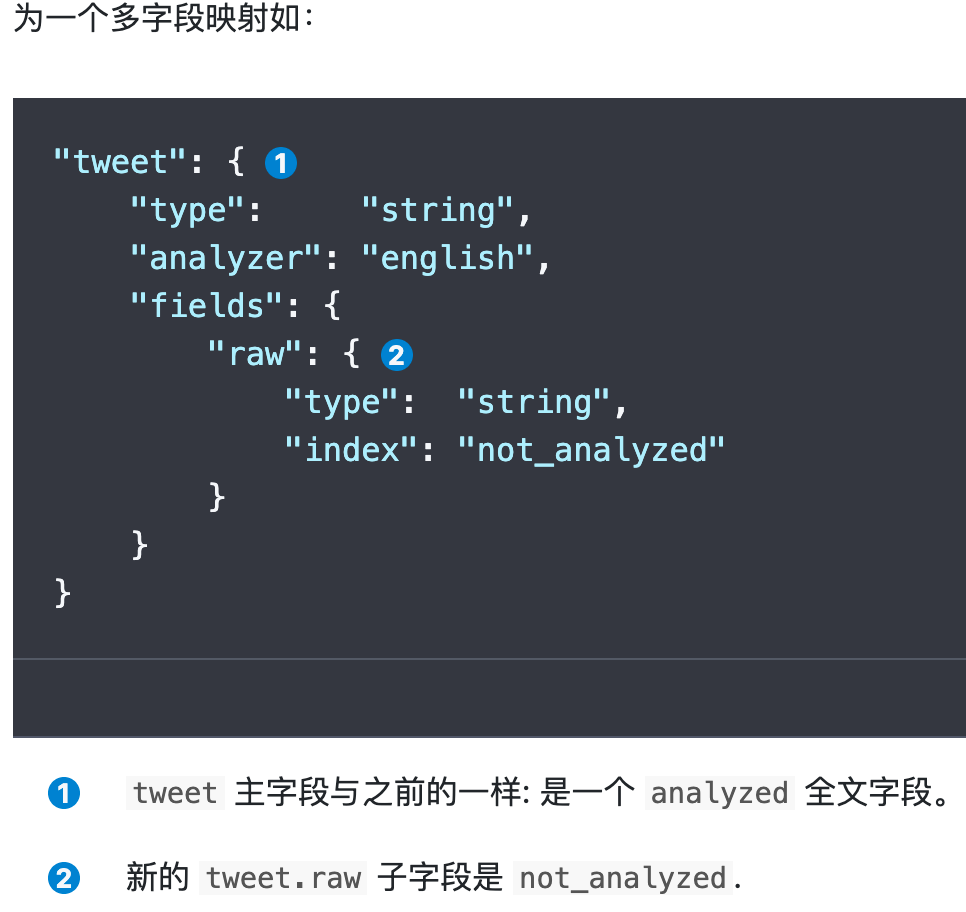 为一个多字段映射如：
"tweet": { 1
    "type":     "string",
    "analyzer": "english",
    "fields": {
        "raw": { 2
            "type":  "string",
            "index": "not_analyzed"
        }
    }
}
1 tweet 主字段与之前的一样: 是一个 analyzed 全文字段。
2 新的 tweet.raw 子字段是 not_analyzed.